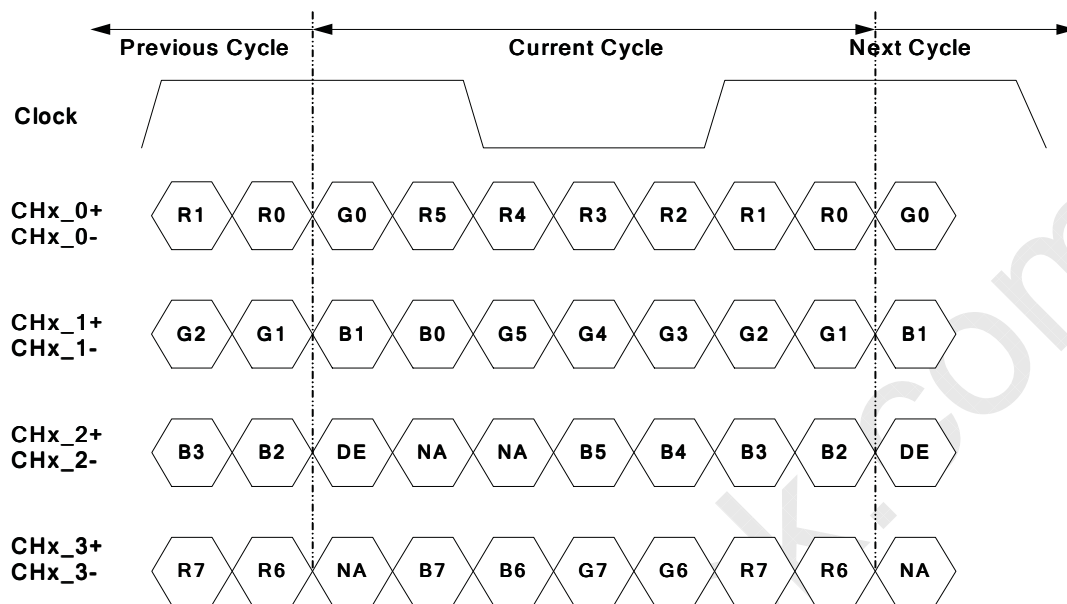 Previous Cycle Current Cycle Next Cycle
Clock
CHx_0+
CHx_0-
R1 R0 G0 R5 R4 R3 R2 R1 R0 G0
CHx_1+
CHx_1-
G2 G1 B1 B0 G5 G4 G3 G2 G1 B1
CHx_2+
CHx_2-
B3 B2 DE NA NA B5 B4 B3 B2 DE
CHx_3+
CHx_3-
R7 R6 NA B7 B6 G7 G6 R7 R6 NA
k.com